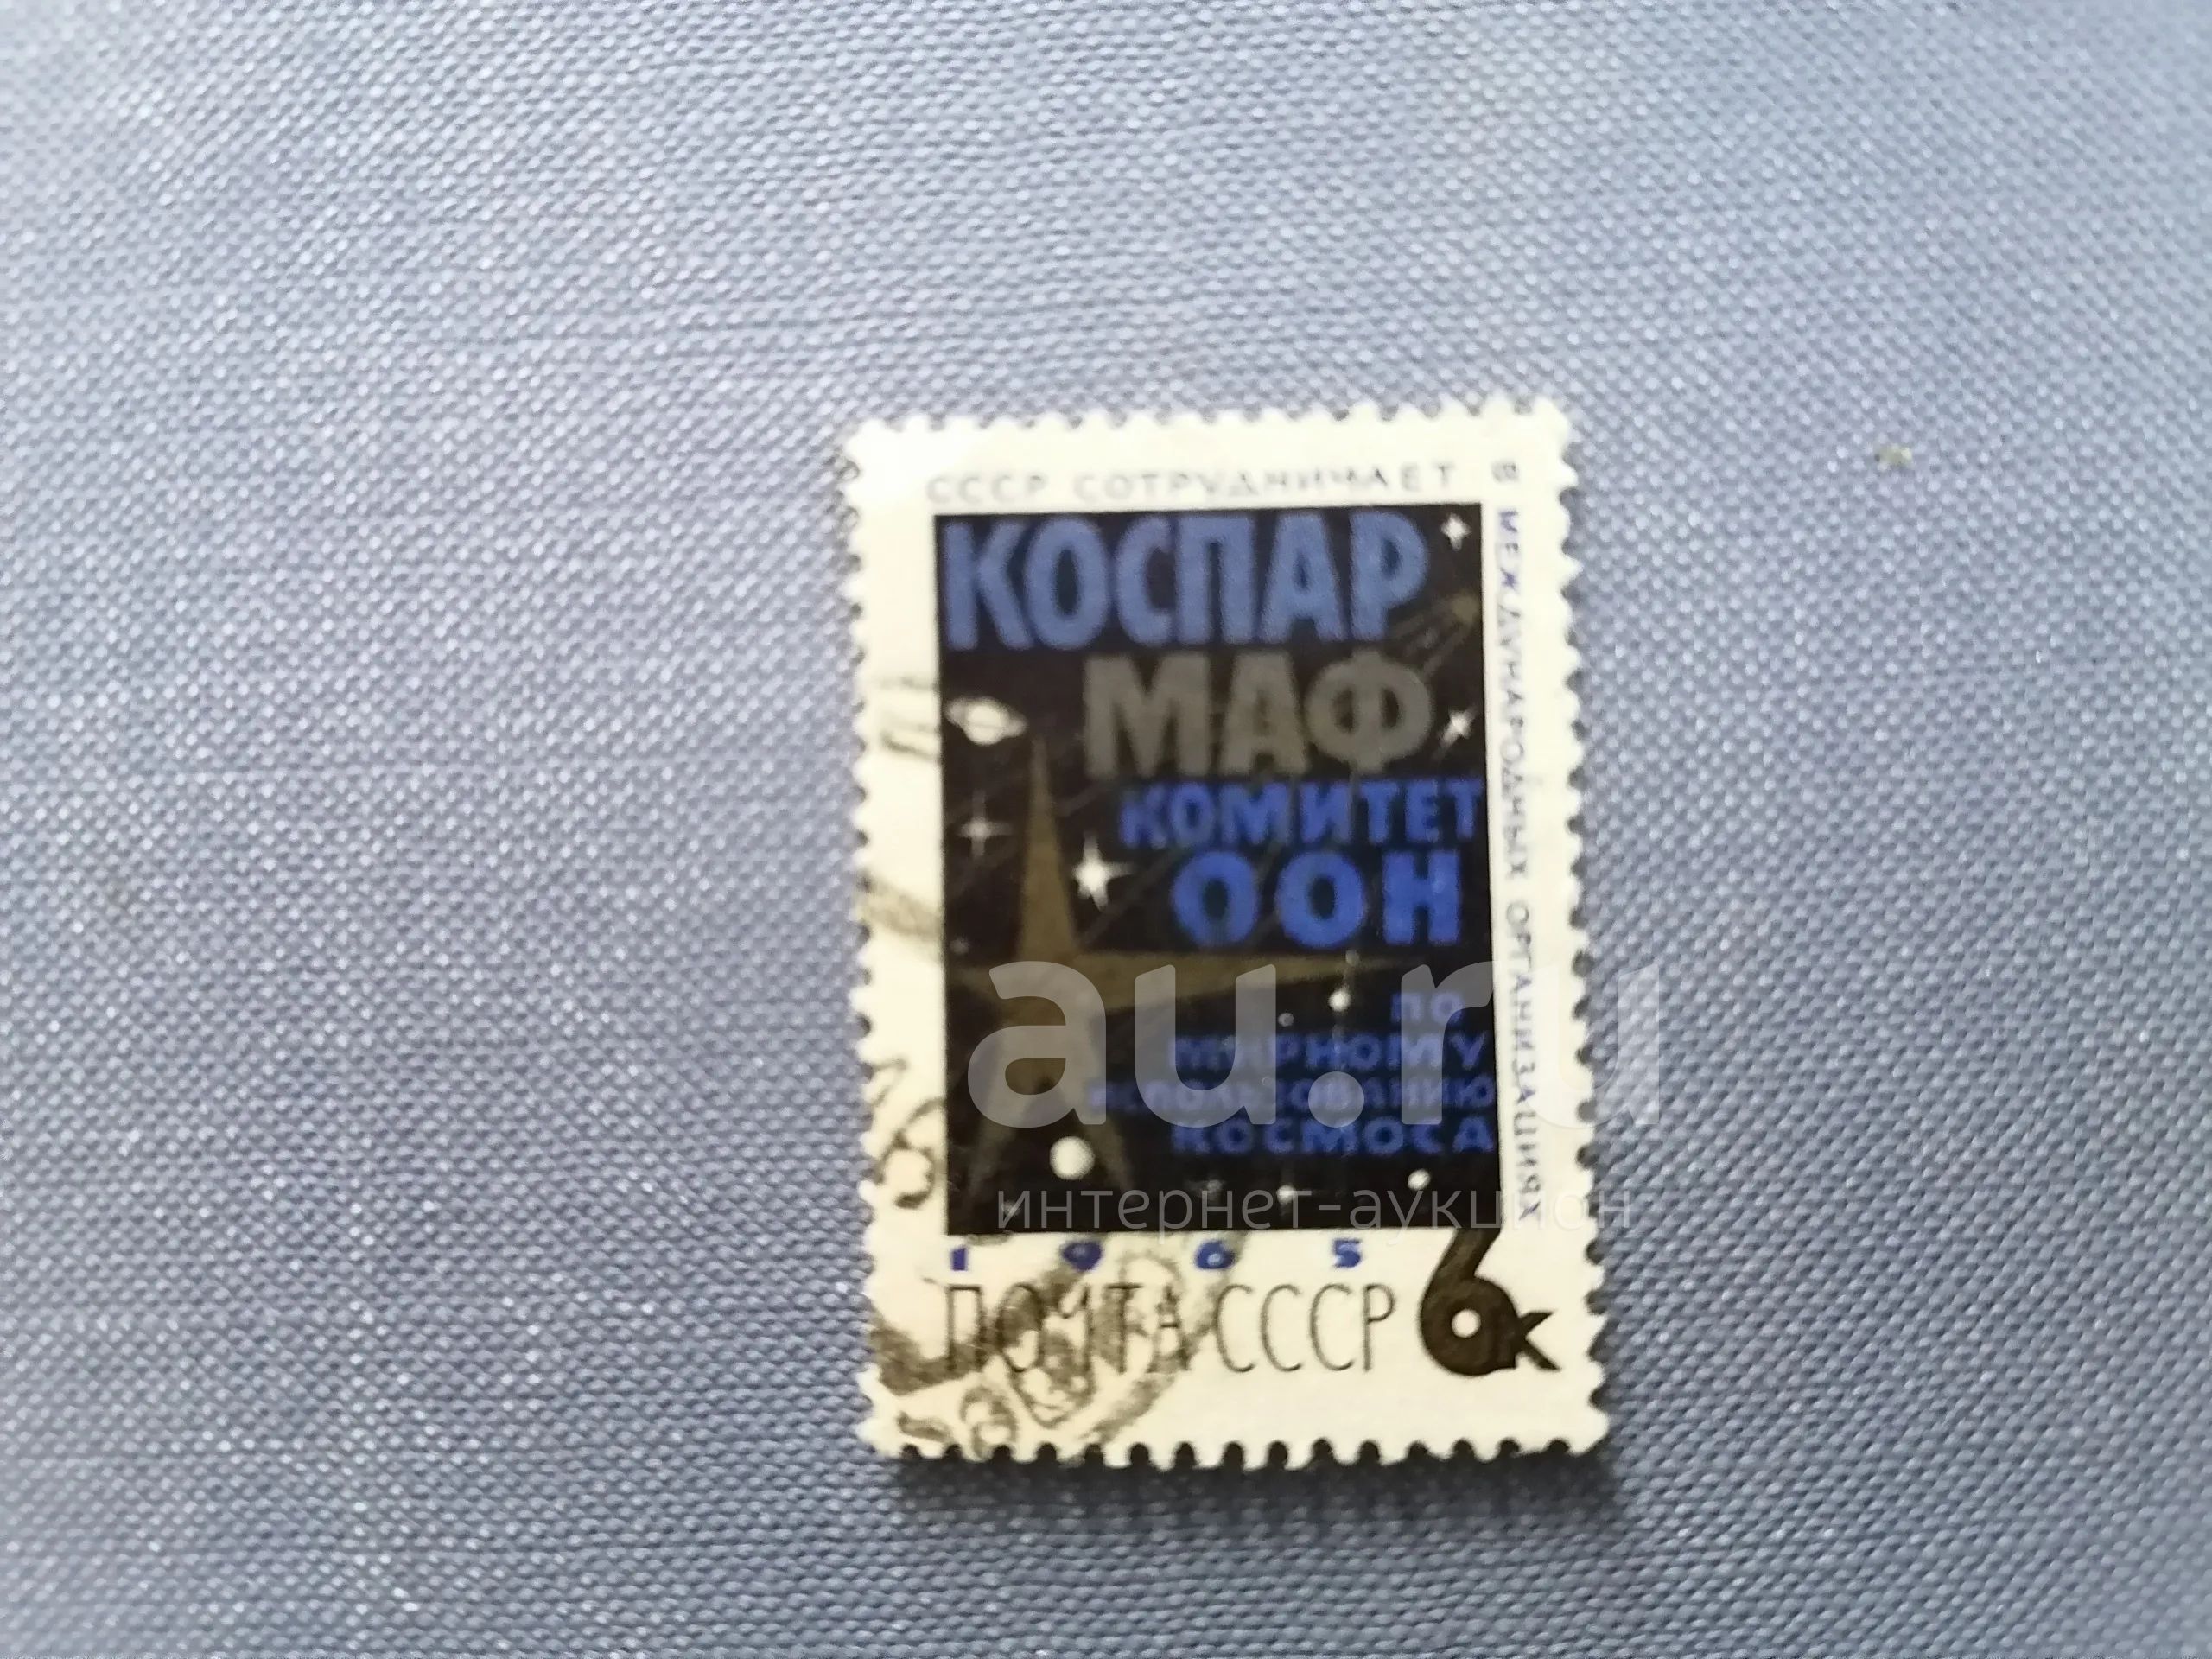 СССР СОТРУДНИЧАЕТ В
МЕЖДУНАРОДНЫХ ОРГАНИЗАЦИЯХ
КОСПАР
МАФ
КОМИТЕТ
ООН
ПО
МИРНОМУ
ИСПОЛЬЗОВАНИЮ
КОСМОСА
au.ru
интернет-аукцион
1965
ПОЧТА СССР 6к